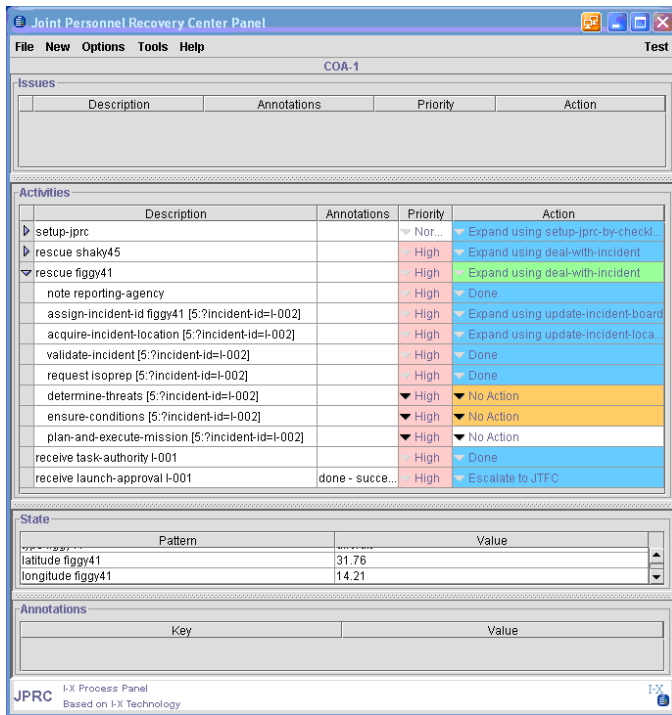 Joint Personnel Recovery Center Panel
File New Options Tools Help Test
COA-1
Issues
Description Annotations Priority Action
Activities
Description Annotations Priority Action
setup-jprc Nor... Expand using setup-jprc-by-checkl...
rescue shaky45 High Expand using deal-with-incident
rescue figgy41 High Expand using deal-with-incident
note reporting-agency High Done
assign-incident-id figgy41 [5:?incident-id=I-002] High Expand using update-incident-board
acquire-incident-location [5:?incident-id=I-002] High Expand using update-incident-loca...
validate-incident [5:?incident-id=I-002] High Done
request isoprep [5:?incident-id=I-002] High Done
determine-threats [5:?incident-id=I-002] High No Action
ensure-conditions [5:?incident-id=I-002] High No Action
plan-and-execute-mission [5:?incident-id=I-002] High No Action
receive task-authority I-001 High Done
receive launch-approval I-001 done - succe... High Escalate to JTFC
State
Pattern Value
latitude figgy41 31.76
longitude figgy41 14.21
Annotations
Key Value
JPRC I-X Process Panel I-X
Based on I-X Technology